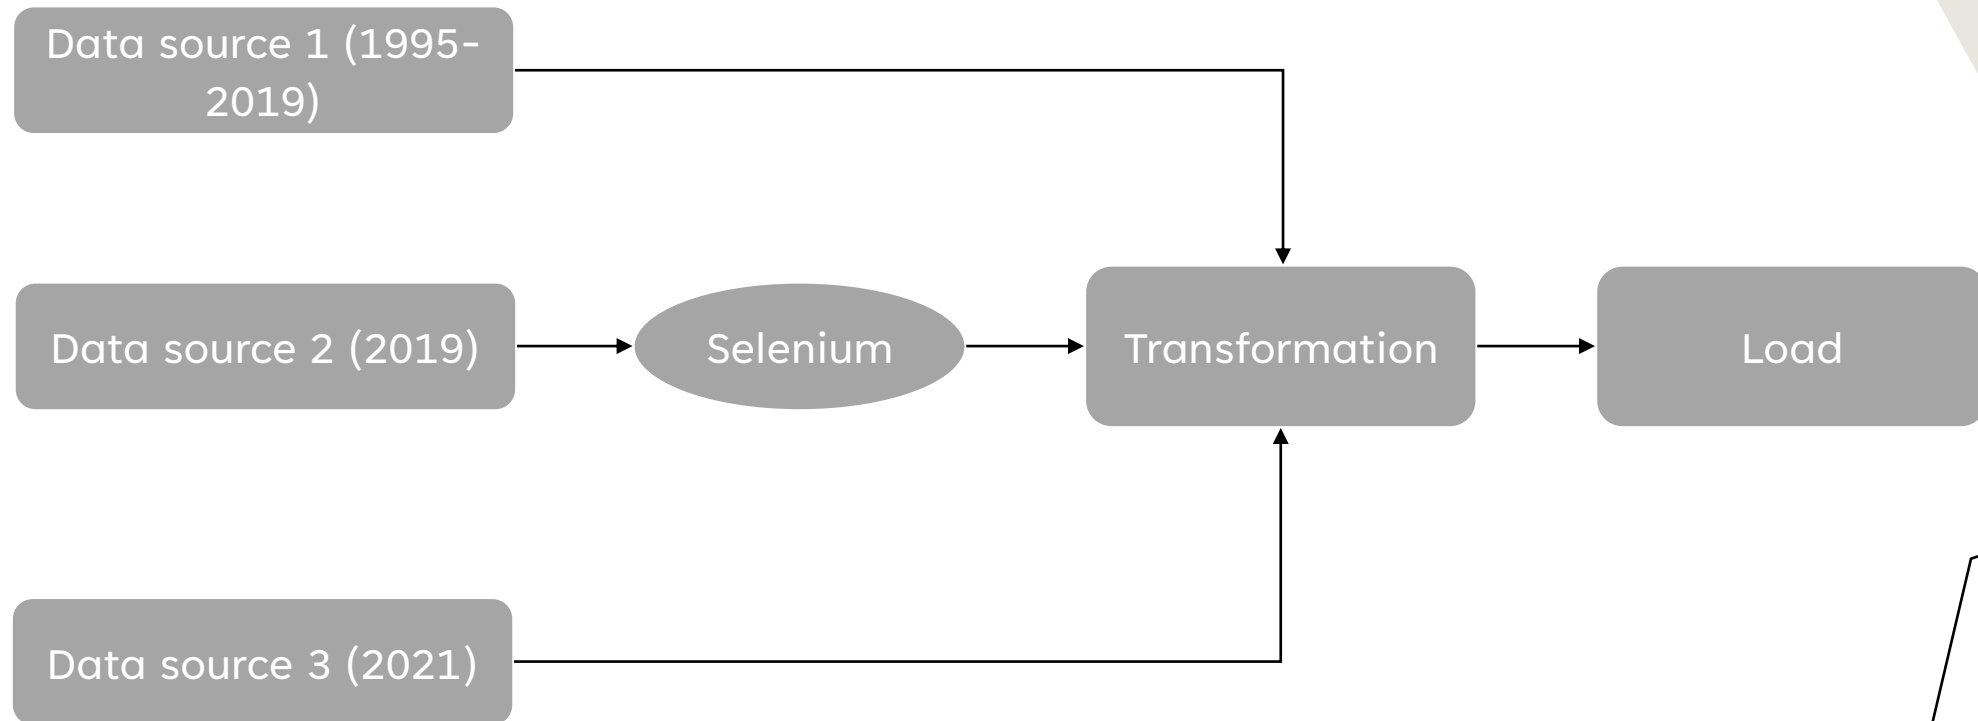 Data source 1 (1995-
2019)
Data source 2 (2019)
Selenium
Transformation
Load
Data source 3 (2021)